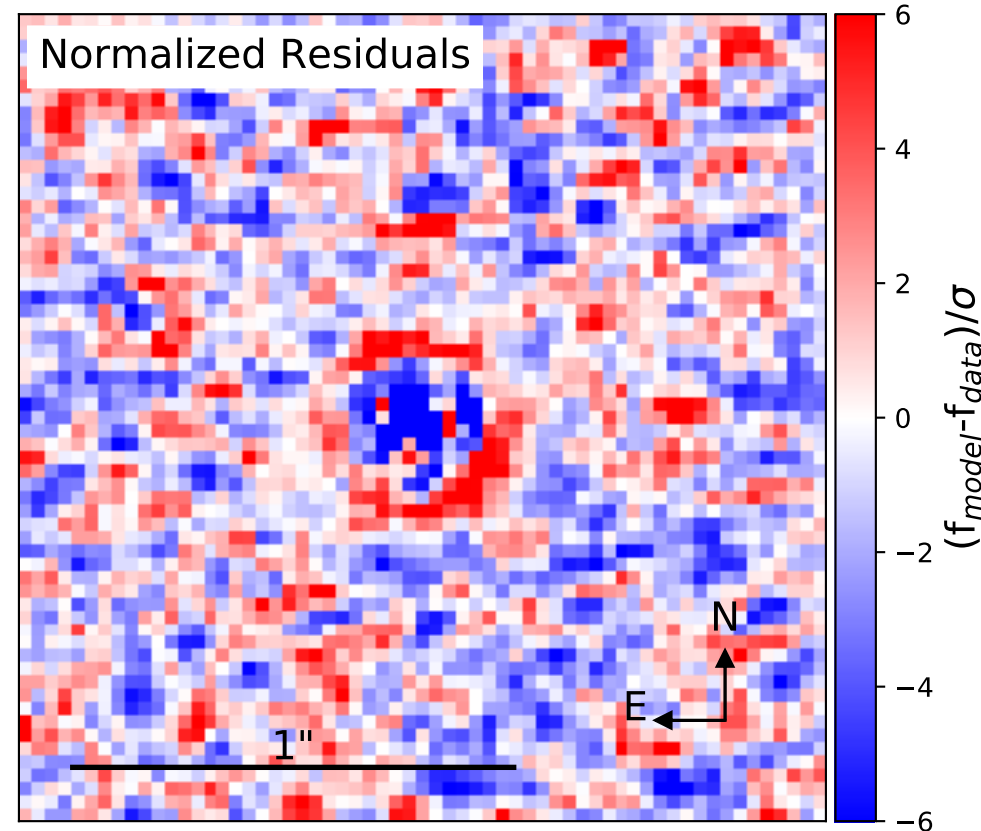 Normalized Residuals
6
4
2
0
−2
−4
−6
(f_model-f_data)/σ
N
E
1"